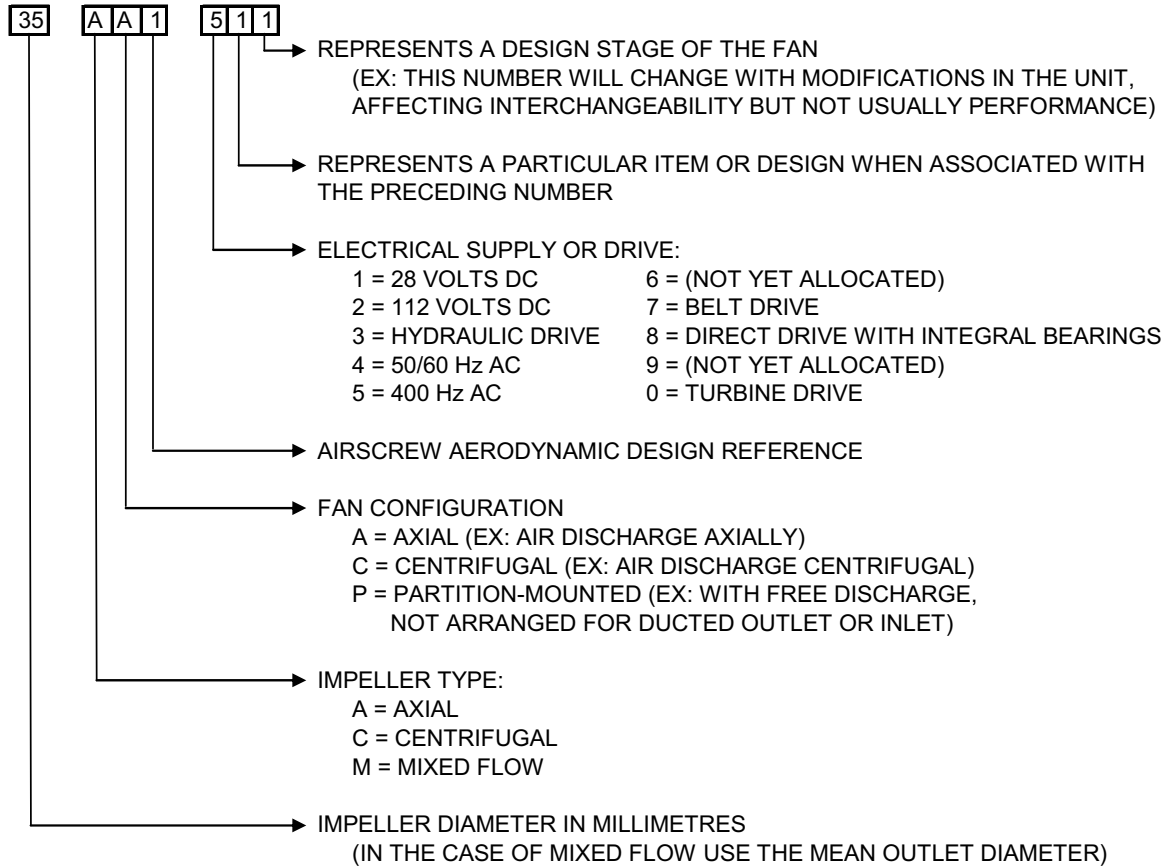 35 A A 1 5 1 1
REPRESENTS A DESIGN STAGE OF THE FAN
(EX: THIS NUMBER WILL CHANGE WITH MODIFICATIONS IN THE UNIT,
AFFECTING INTERCHANGEABILITY BUT NOT USUALLY PERFORMANCE)
REPRESENTS A PARTICULAR ITEM OR DESIGN WHEN ASSOCIATED WITH
THE PRECEDING NUMBER
ELECTRICAL SUPPLY OR DRIVE:
1 = 28 VOLTS DC 6 = (NOT YET ALLOCATED)
2 = 112 VOLTS DC 7 = BELT DRIVE
3 = HYDRAULIC DRIVE 8 = DIRECT DRIVE WITH INTEGRAL BEARINGS
4 = 50/60 Hz AC 9 = (NOT YET ALLOCATED)
5 = 400 Hz AC 0 = TURBINE DRIVE
AIRSCREW AERODYNAMIC DESIGN REFERENCE
FAN CONFIGURATION
A = AXIAL (EX: AIR DISCHARGE AXIALLY)
C = CENTRIFUGAL (EX: AIR DISCHARGE CENTRIFUGAL)
P = PARTITION-MOUNTED (EX: WITH FREE DISCHARGE,
NOT ARRANGED FOR DUCTED OUTLET OR INLET)
IMPELLER TYPE:
A = AXIAL
C = CENTRIFUGAL
M = MIXED FLOW
IMPELLER DIAMETER IN MILLIMETRES
(IN THE CASE OF MIXED FLOW USE THE MEAN OUTLET DIAMETER)